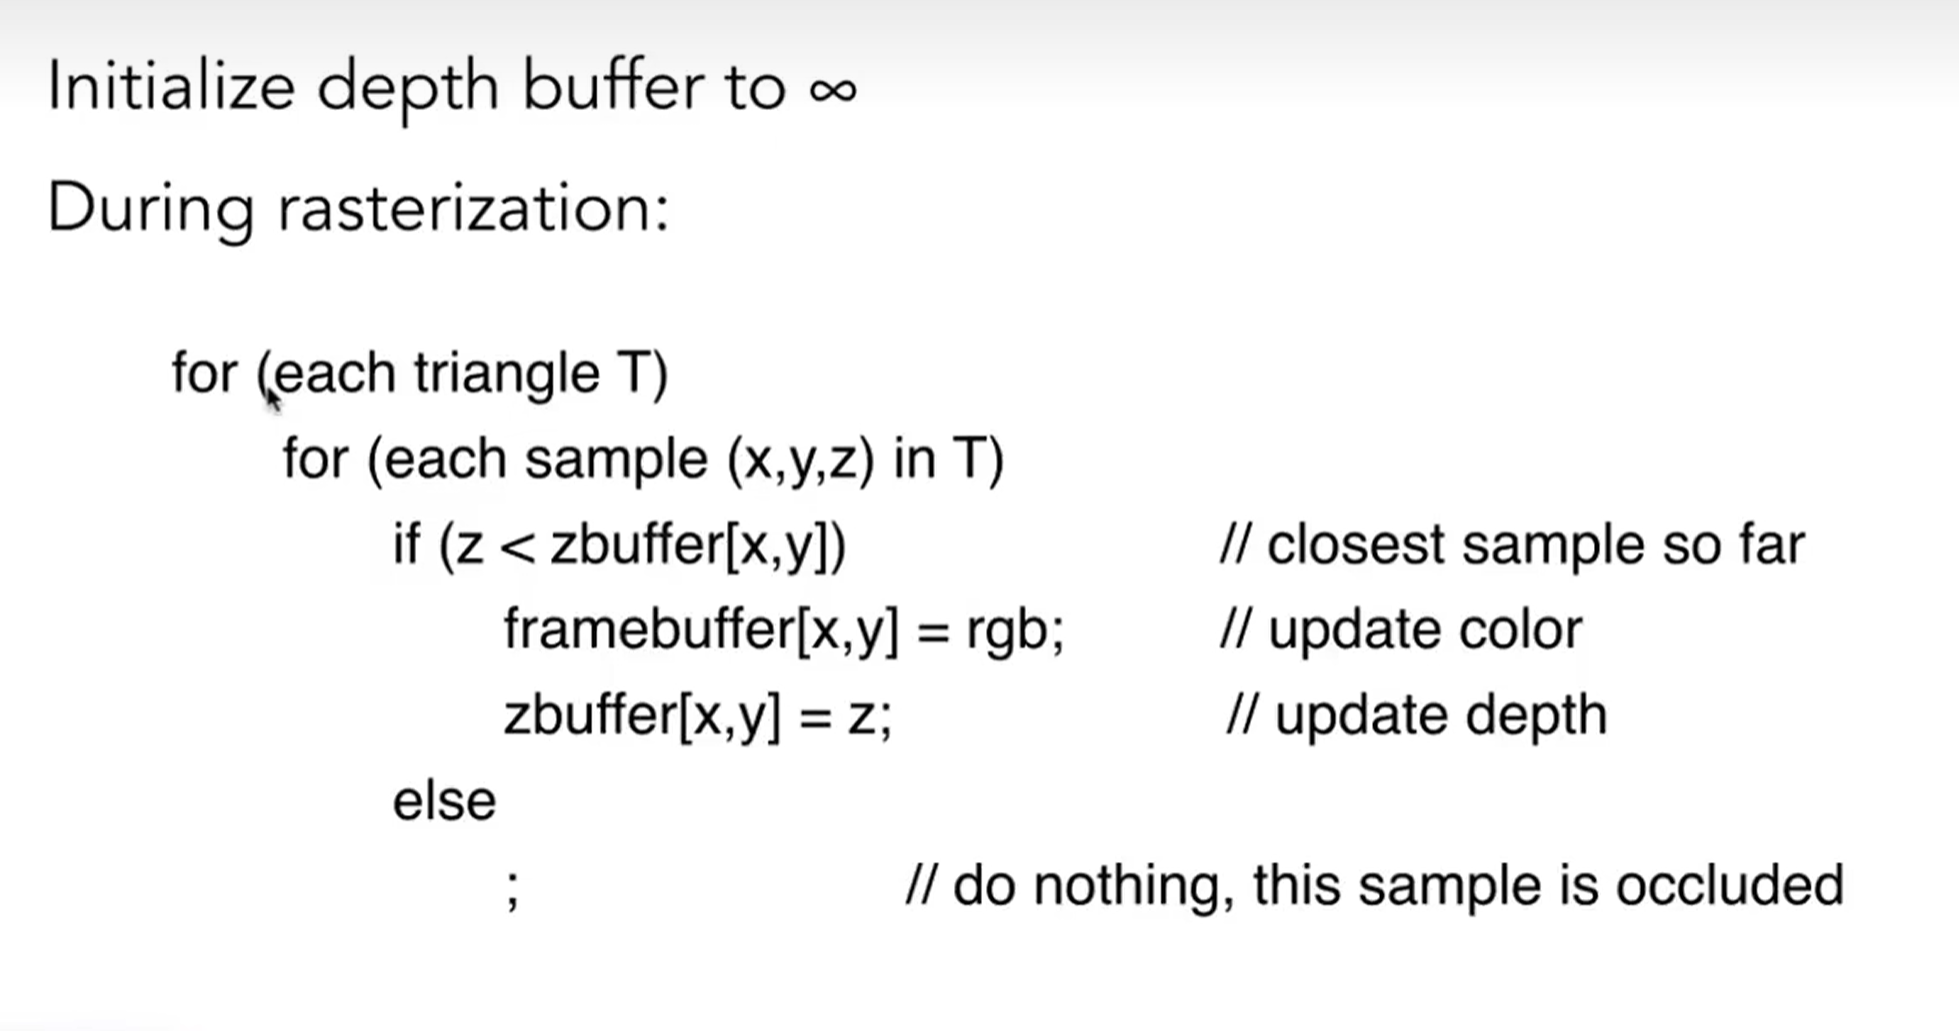 Initialize depth buffer to ∞
During rasterization:
for (each triangle T)
for (each sample (x,y,z) in T)
if (z < zbuffer[x,y]) // closest sample so far
framebuffer[x,y] = rgb; // update color
zbuffer[x,y] = z; // update depth
else
; // do nothing, this sample is occluded